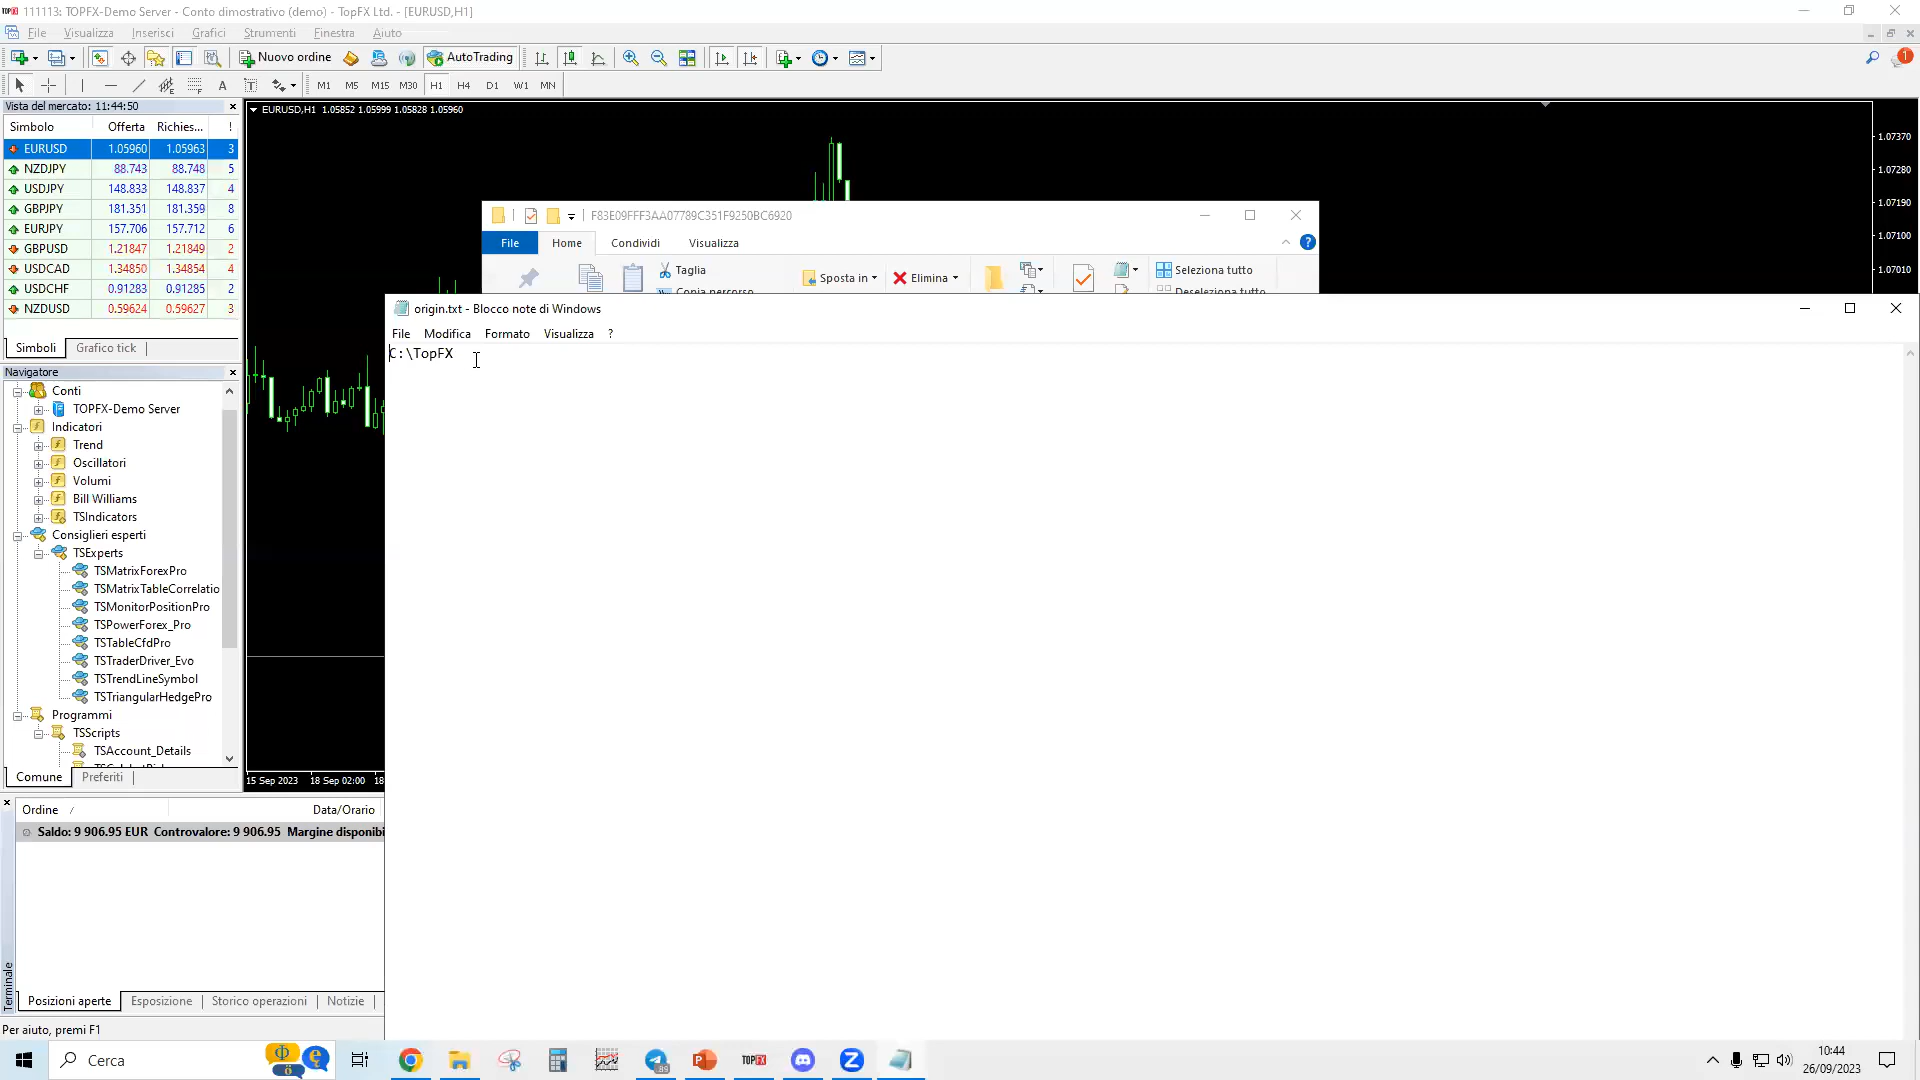 111113: TOPFX-Demo Server - Conto dimostrativo (demo) - TopFX Ltd. - [EURUSD,H1]
File Visualizza Inserisci Grafici Strumenti Finestra Aiuto
Nuovo ordine AutoTrading 1
A T M1 M5 M15 M30 H1 H4 D1 W1 MN
Vista del mercato: 11:44:50
Simbolo Offerta Richies... !
EURUSD 1.05960 1.05963 3
NZDJPY 88.743 88.748 5
USDJPY 148.833 148.837 4
GBPJPY 181.351 181.359 8
EURJPY 157.706 157.712 6
GBPUSD 1.21847 1.21849 2
USDCAD 1.34850 1.34854 4
USDCHF 0.91283 0.91285 2
NZDUSD 0.59624 0.59627 3
Simboli Grafico tick
Navigatore
Conti
TOPFX-Demo Server
Indicatori
Trend
Oscillatori
Volumi
Bill Williams
TSIndicators
Consiglieri esperti
TSExperts
TSMatrixForexPro
TSMatrixTableCorrelatio
TSMonitorPositionPro
TSPowerForex_Pro
TSTableCfdPro
TSTraderDriver_Evo
TSTrendLineSymbol
TSTriangularHedgePro
Programmi
TSScripts
TSAccount_Details
Comune Preferiti
EURUSD,H1 1.05852 1.05999 1.05828 1.05960
1.07370
1.07280
1.07190
1.07100
1.07010
15 Sep 2023 18 Sep 02:00 18
F83E09FFF3AA07789C351F9250BC6920
File Home Condividi Visualizza
Taglia
Copia percorso
Sposta in
Elimina
Seleziona tutto
Deseleziona tutto
origin.txt - Blocco note di Windows
File Modifica Formato Visualizza ?
C:\TopFX
Ordine / Data/Orario
Saldo: 9 906.95 EUR Controvalore: 9 906.95 Margine disponibi
Terminale
Posizioni aperte Esposizione Storico operazioni Notizie
Per aiuto, premi F1
Cerca
89
TOPFX
10:44
26/09/2023